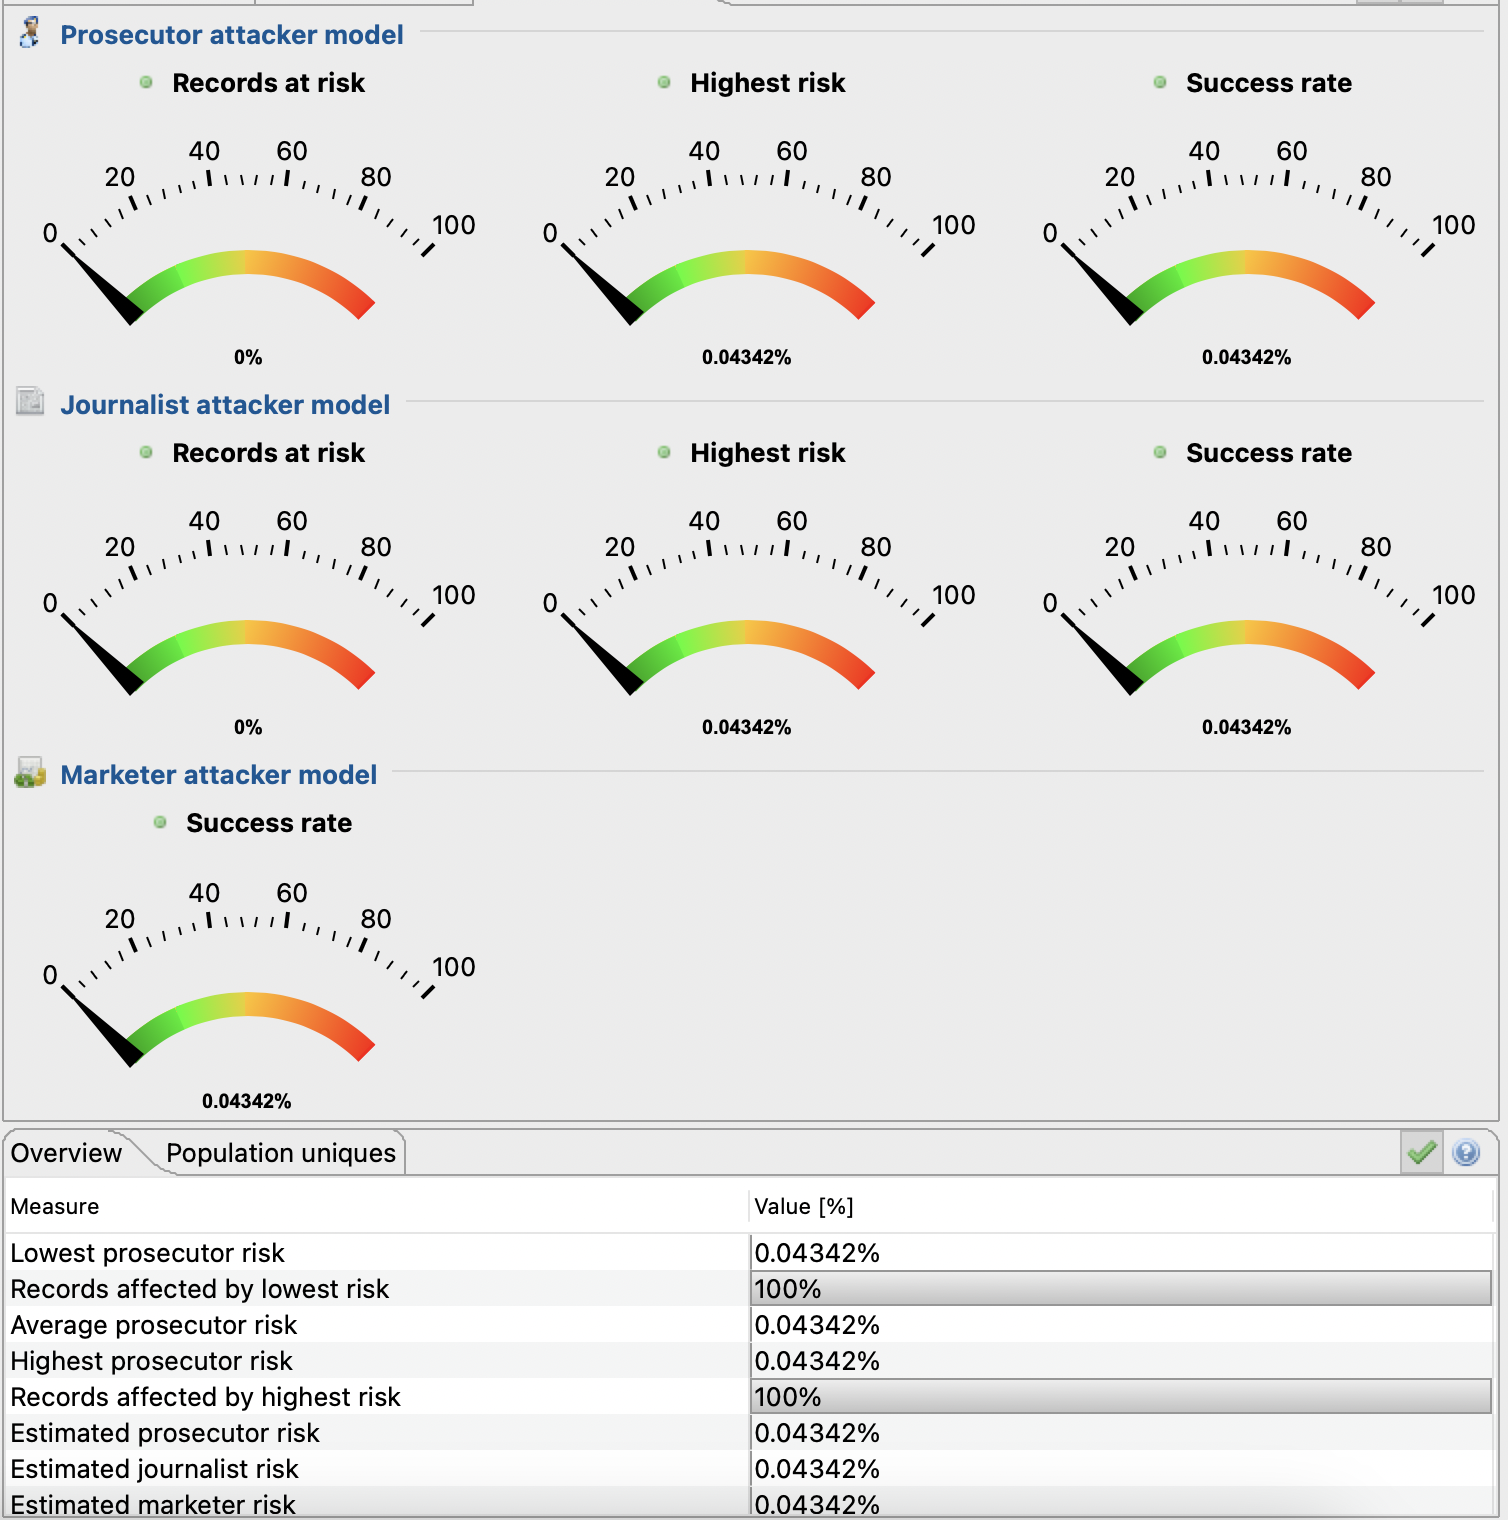 Prosecutor attacker model
Records at risk
Highest risk
Success rate
0 20 40 60 80 100
0 20 40 60 80 100
0 20 40 60 80 100
0%
0.04342%
0.04342%
Journalist attacker model
Records at risk
Highest risk
Success rate
0 20 40 60 80 100
0 20 40 60 80 100
0 20 40 60 80 100
0%
0.04342%
0.04342%
Marketer attacker model
Success rate
0 20 40 60 80 100
0.04342%
Overview Population uniques
Measure Value [%]
Lowest prosecutor risk 0.04342%
Records affected by lowest risk 100%
Average prosecutor risk 0.04342%
Highest prosecutor risk 0.04342%
Records affected by highest risk 100%
Estimated prosecutor risk 0.04342%
Estimated journalist risk 0.04342%
Estimated marketer risk 0.04342%